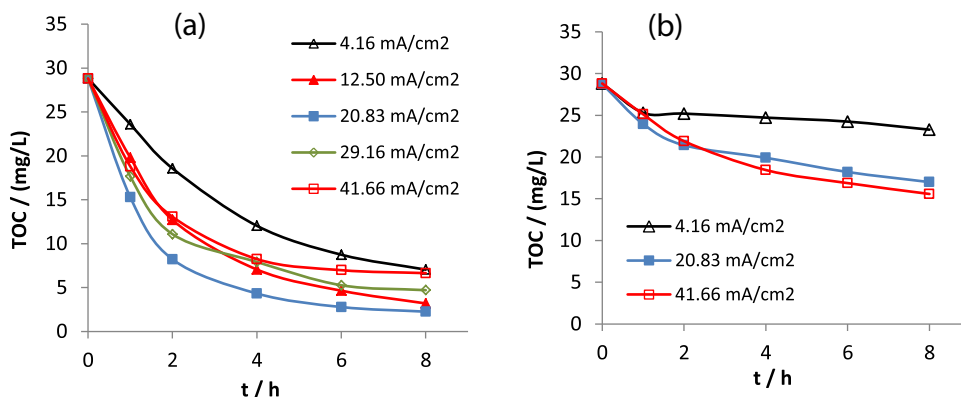 (a)
TOC / (mg/L)
35
30
25
20
15
10
5
0
0 2 4 6 8
t / h
4.16 mA/cm2
12.50 mA/cm2
20.83 mA/cm2
29.16 mA/cm2
41.66 mA/cm2
(b)
TOC / (mg/L)
35
30
25
20
15
10
5
0
0 2 4 6 8
t / h
4.16 mA/cm2
20.83 mA/cm2
41.66 mA/cm2